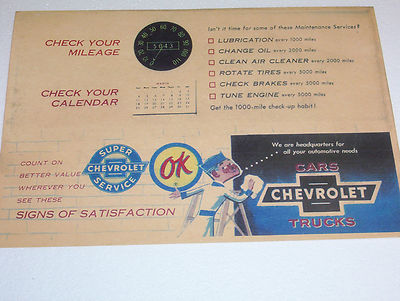 CHECK YOUR
MILEAGE
5043
Isn't it time for some of these Maintenance Services?
LUBRICATION every 1000 miles
CHANGE OIL every 2000 miles
CLEAN AIR CLEANER every 2000 miles
ROTATE TIRES every 5000 miles
CHECK BRAKES every 5000 miles
TUNE ENGINE every 5000 miles
Get the 1000-mile check-up habit!
CHECK YOUR
CALENDAR
We are headquarters for
all your automotive needs
COUNT ON
BETTER VALUE
WHEREVER YOU
SEE THESE
SIGNS OF SATISFACTION
SUPER
CHEVROLET
SERVICE
OK
CARS
CHEVROLET
TRUCKS